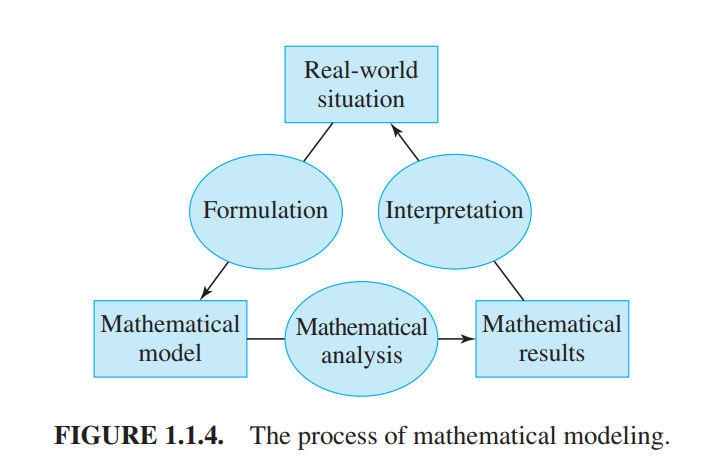 Real-world
situation
Formulation
Interpretation
Mathematical
model
Mathematical
analysis
Mathematical
results
FIGURE 1.1.4. The process of mathematical modeling.